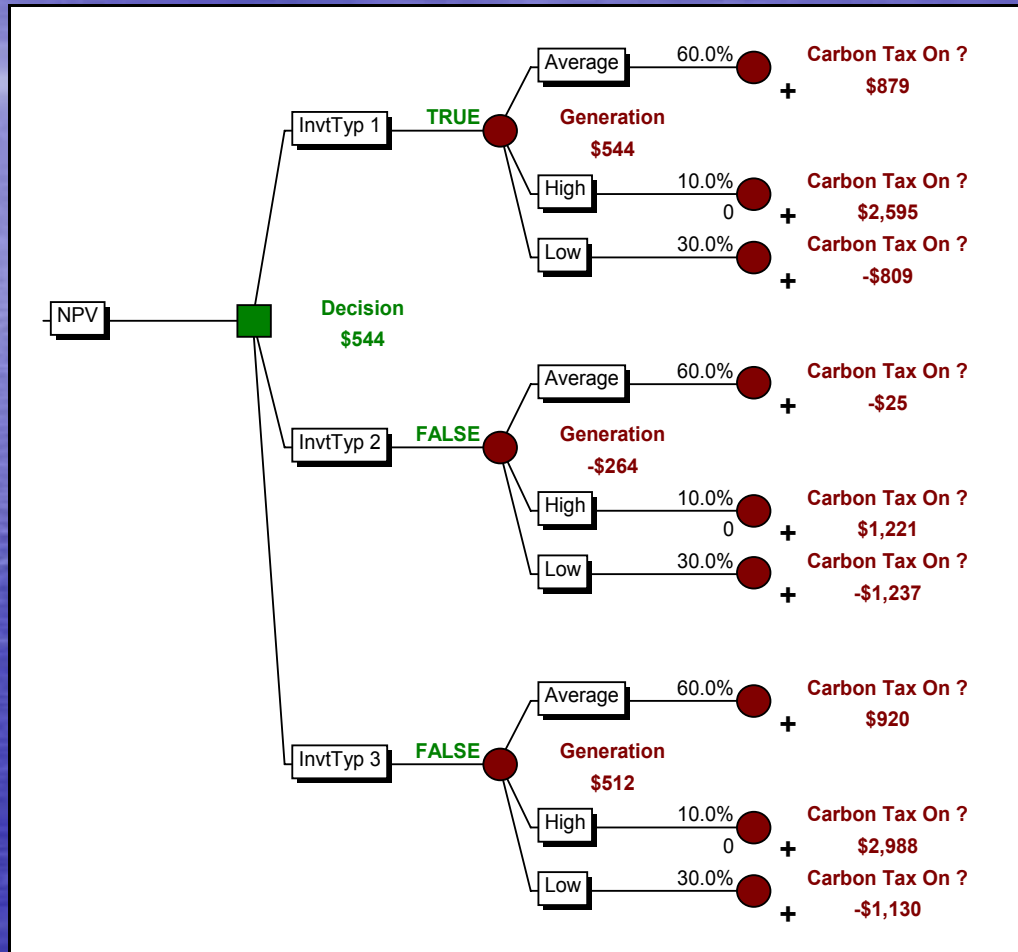 Average 60.0% Carbon Tax On ?
+ $879
InvtTyp 1 TRUE Generation
$544
High 10.0% Carbon Tax On ?
0 + $2,595
Low 30.0% Carbon Tax On ?
+ -$809
NPV Decision
$544
Average 60.0% Carbon Tax On ?
+ -$25
InvtTyp 2 FALSE Generation
-$264
High 10.0% Carbon Tax On ?
0 + $1,221
Low 30.0% Carbon Tax On ?
+ -$1,237
Average 60.0% Carbon Tax On ?
+ $920
InvtTyp 3 FALSE Generation
$512
High 10.0% Carbon Tax On ?
0 + $2,988
Low 30.0% Carbon Tax On ?
+ -$1,130